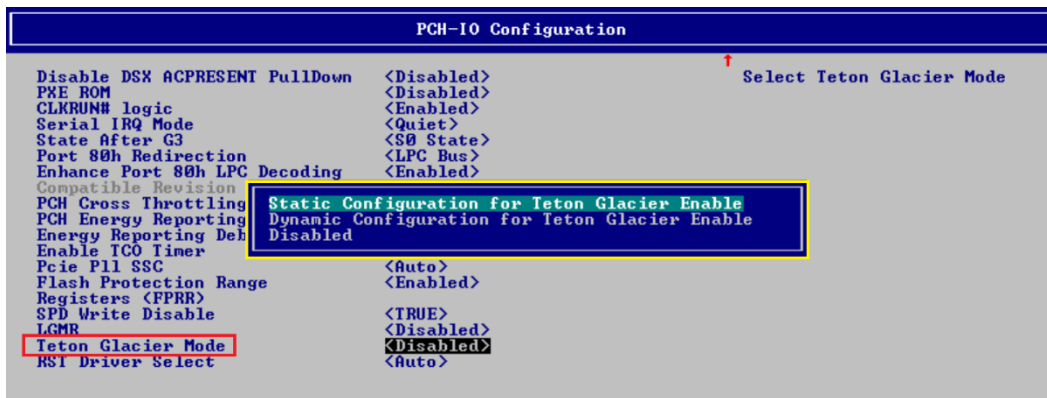 PCH-IO Configuration
Disable DSX ACPRESENT PullDown <Disabled> Select Teton Glacier Mode
PXE ROM <Disabled>
CLKRUN# logic <Enabled>
Serial IRQ Mode <Quiet>
State After G3 <S0 State>
Port 80h Redirection <LPC Bus>
Enhance Port 80h LPC Decoding <Enabled>
Compatible Revision
PCH Cross Throttling Static Configuration for Teton Glacier Enable
PCH Energy Reporting Dynamic Configuration for Teton Glacier Enable
Energy Reporting Deb Disabled
Enable TCO Timer
Pcie Pll SSC <Auto>
Flash Protection Range <Enabled>
Registers (FPRR)
SPD Write Disable <TRUE>
LGMR <Disabled>
Teton Glacier Mode <Disabled>
RST Driver Select <Auto>